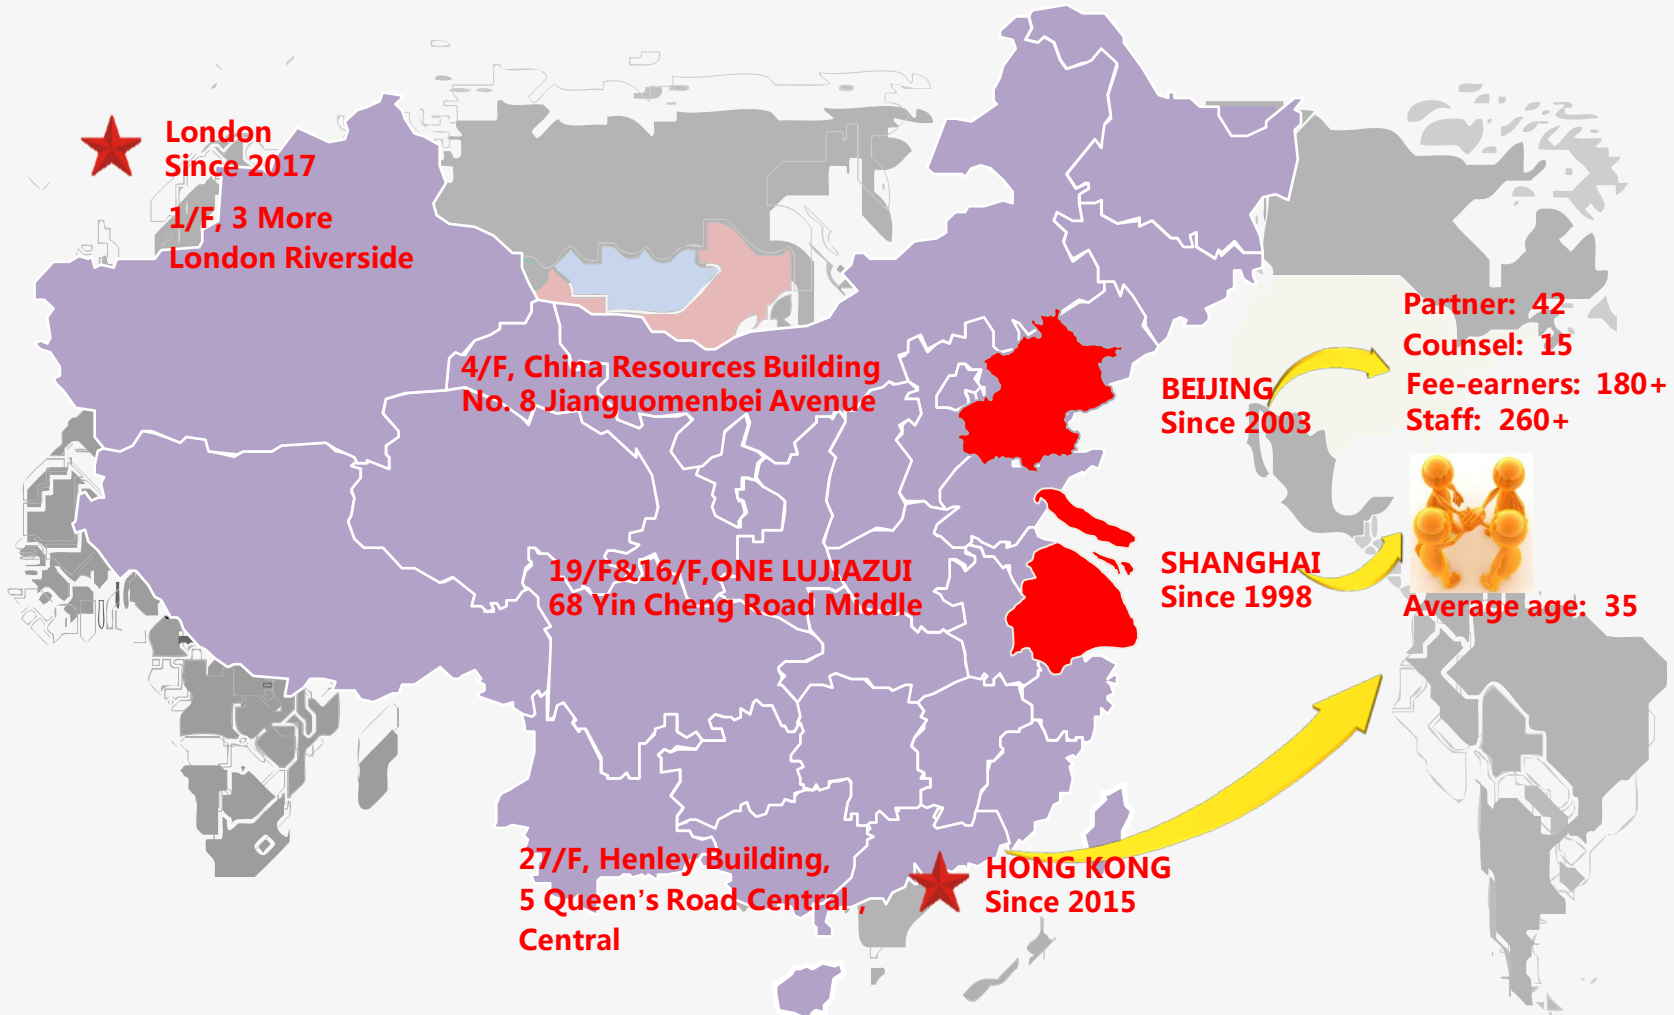 London
Since 2017
1/F, 3 More
London Riverside
4/F, China Resources Building
No. 8 Jianguomenbei Avenue
BEIJING
Since 2003
Partner: 42
Counsel: 15
Fee-earners: 180+
Staff: 260+
19/F&16/F,ONE LUJIAZUI
68 Yin Cheng Road Middle
SHANGHAI
Since 1998
Average age: 35
27/F, Henley Building,
5 Queen’s Road Central ,
Central
HONG KONG
Since 2015